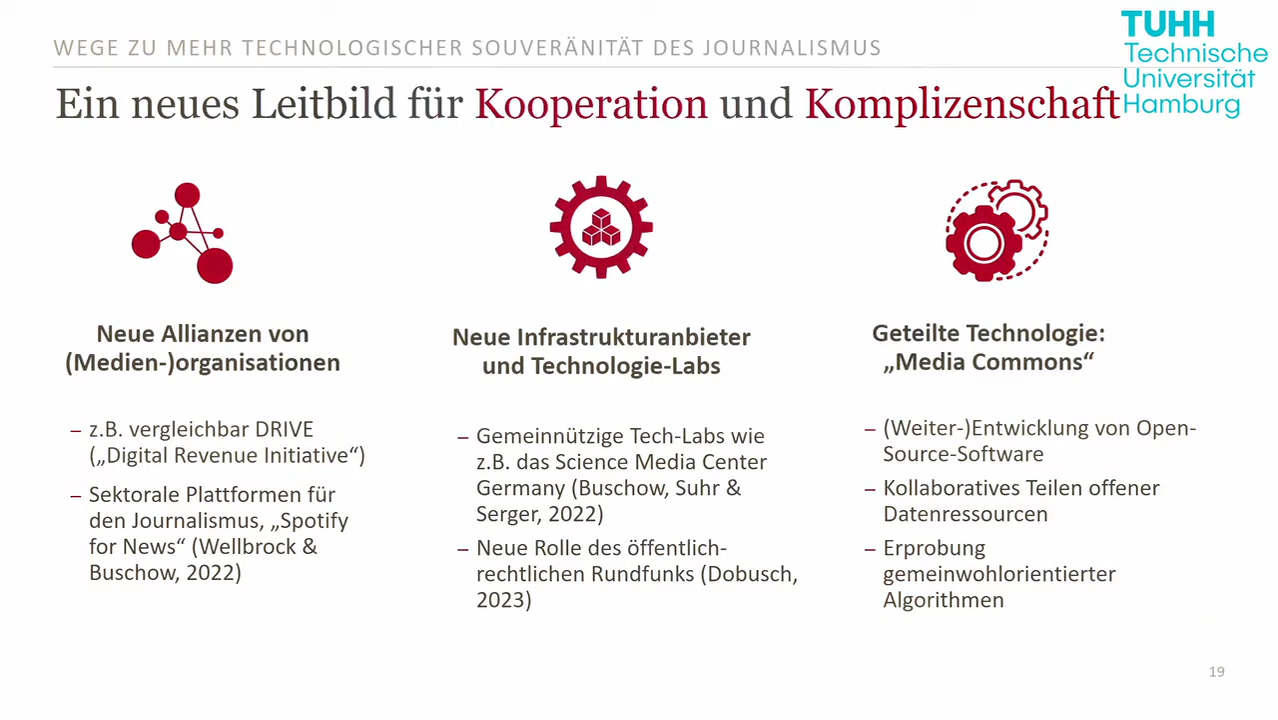 WEGE ZU MEHR TECHNOLOGISCHER SOUVERÄNITÄT DES JOURNALISMUS
TUHH
Technische
Universität
Hamburg
Ein neues Leitbild für Kooperation und Komplizenschaft
Neue Allianzen von
(Medien-)organisationen
– z.B. vergleichbar DRIVE
(„Digital Revenue Initiative“)
– Sektorale Plattformen für
den Journalismus, „Spotify
for News“ (Wellbrock &
Buschow, 2022)
Neue Infrastrukturanbieter
und Technologie-Labs
– Gemeinnützige Tech-Labs wie
z.B. das Science Media Center
Germany (Buschow, Suhr &
Serger, 2022)
– Neue Rolle des öffentlich-
rechtlichen Rundfunks (Dobusch,
2023)
Geteilte Technologie:
„Media Commons“
– (Weiter-)Entwicklung von Open-
Source-Software
– Kollaboratives Teilen offener
Datenressourcen
– Erprobung
gemeinwohlorientierter
Algorithmen
19